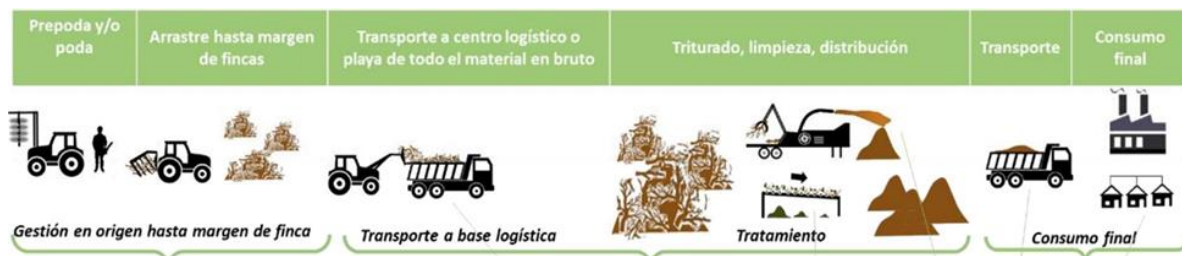 Prepoda y/o
poda
Arrastre hasta margen
de fincas
Transporte a centro logístico o
playa de todo el material en bruto
Triturado, limpieza, distribución
Transporte
Consumo
final
Gestión en origen hasta margen de finca
Transporte a base logística
Tratamiento
Consumo final